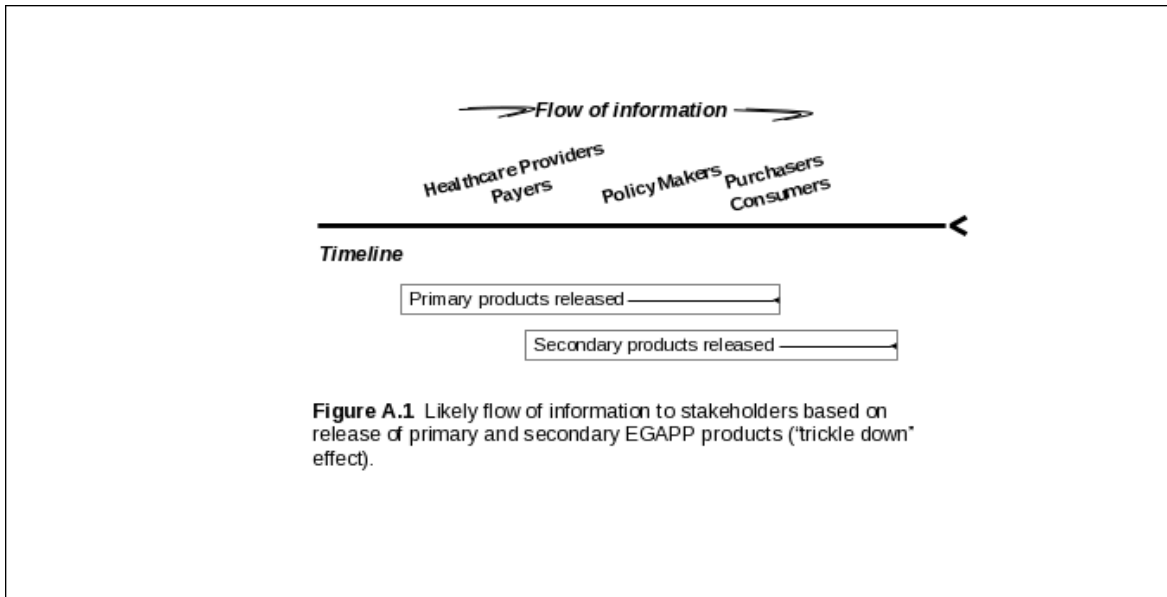 Flow of information
Healthcare Providers
Payers
Policy Makers
Purchasers
Consumers
Timeline
Primary products released
Secondary products released
Figure A.1 Likely flow of information to stakeholders based on
release of primary and secondary EGAPP products (“trickle down”
effect).